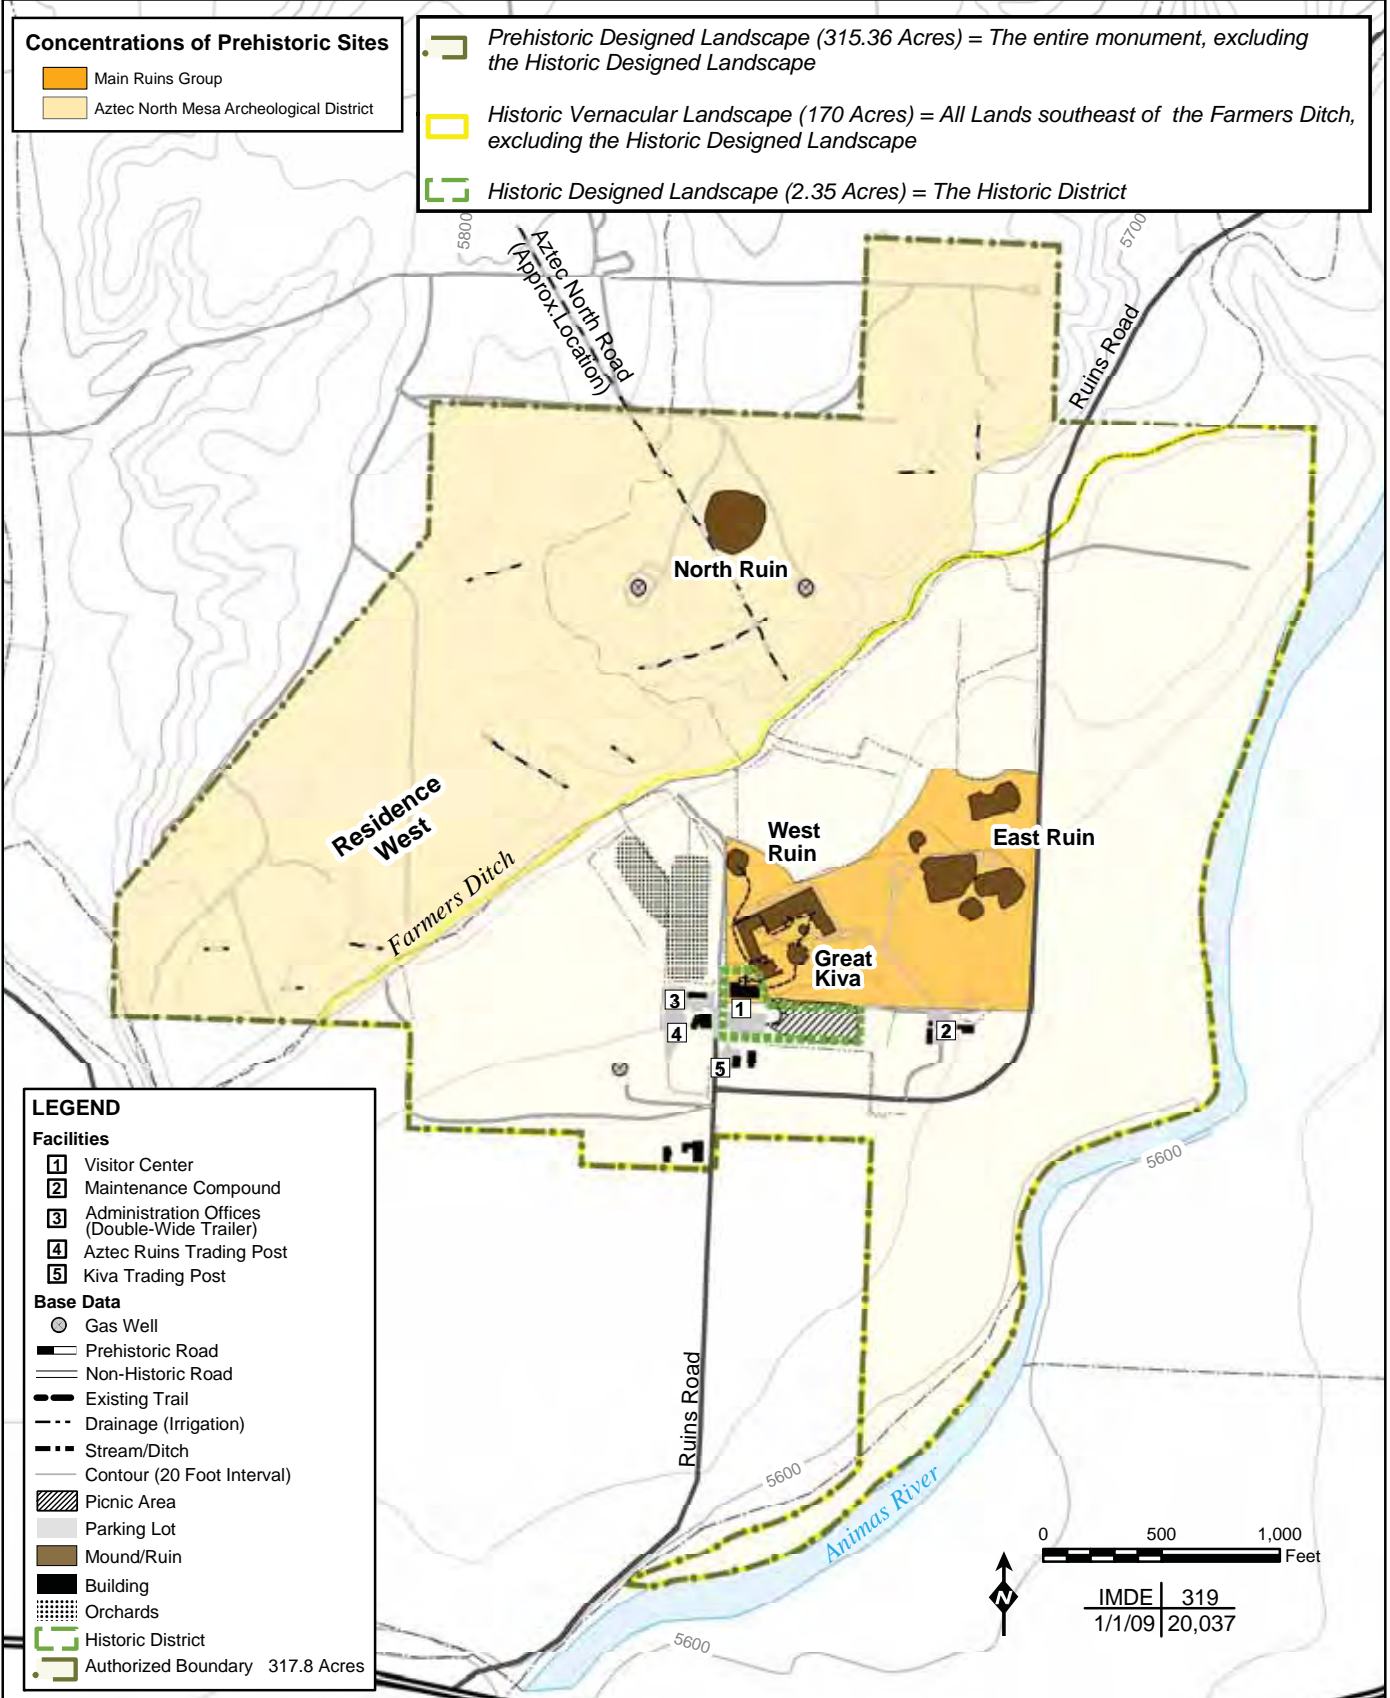 Concentrations of Prehistoric Sites
Main Ruins Group
Aztec North Mesa Archeological District
Prehistoric Designed Landscape (315.36 Acres) = The entire monument, excluding
the Historic Designed Landscape
Historic Vernacular Landscape (170 Acres) = All Lands southeast of the Farmers Ditch,
excluding the Historic Designed Landscape
Historic Designed Landscape (2.35 Acres) = The Historic District
5800
5700
Aztec North Road
(Approx.Location)
Ruins Road
North Ruin
Residence
West
Farmers Ditch
West
Ruin
East Ruin
Great
Kiva
1
2
3
4
5
5600
Ruins Road
5600
Animas River
5600
LEGEND
Facilities
1 Visitor Center
2 Maintenance Compound
3 Administration Offices
(Double-Wide Trailer)
4 Aztec Ruins Trading Post
5 Kiva Trading Post
Base Data
Gas Well
Prehistoric Road
Non-Historic Road
Existing Trail
Drainage (Irrigation)
Stream/Ditch
Contour (20 Foot Interval)
Picnic Area
Parking Lot
Mound/Ruin
Building
Orchards
Historic District
Authorized Boundary 317.8 Acres
0 500 1,000
Feet
N
IMDE 319
1/1/09 20,037